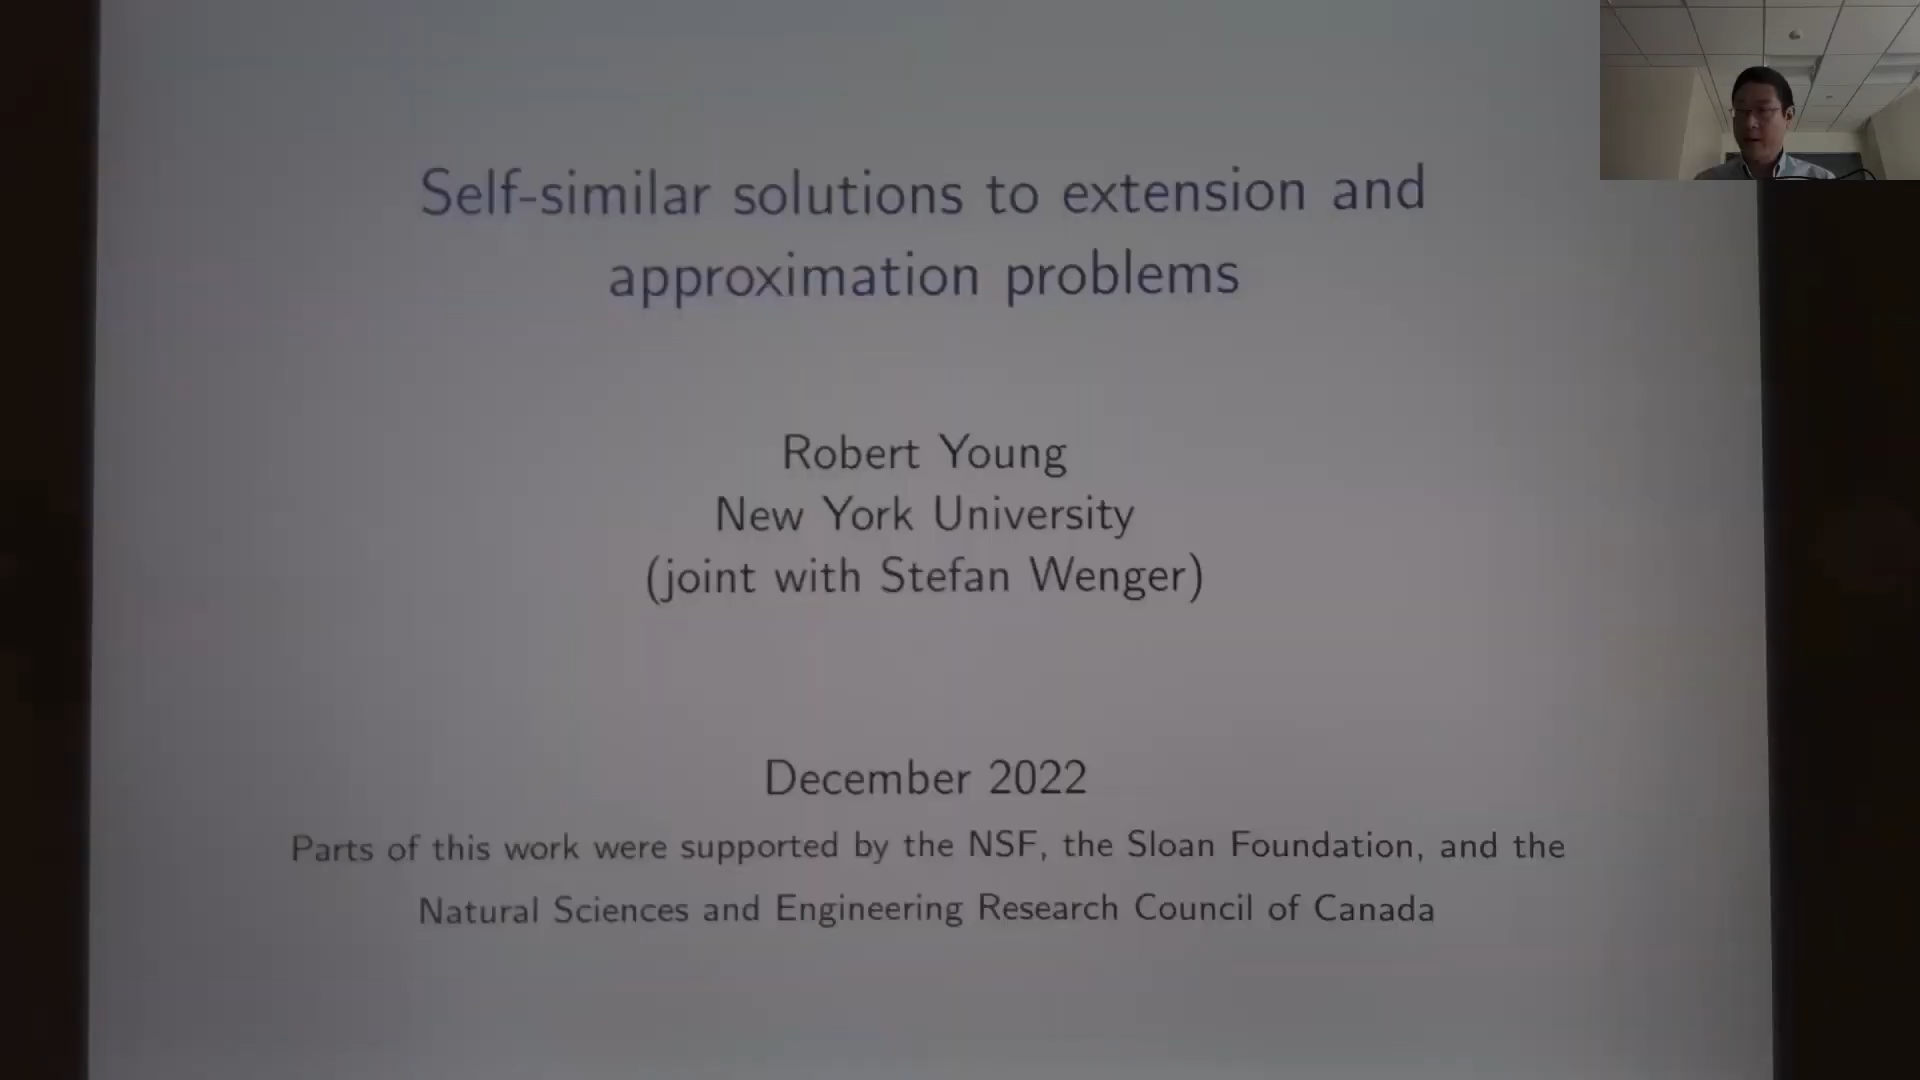 Self-similar solutions to extension and
approximation problems
Robert Young
New York University
(joint with Stefan Wenger)
December 2022
Parts of this work were supported by the NSF, the Sloan Foundation, and the
Natural Sciences and Engineering Research Council of Canada